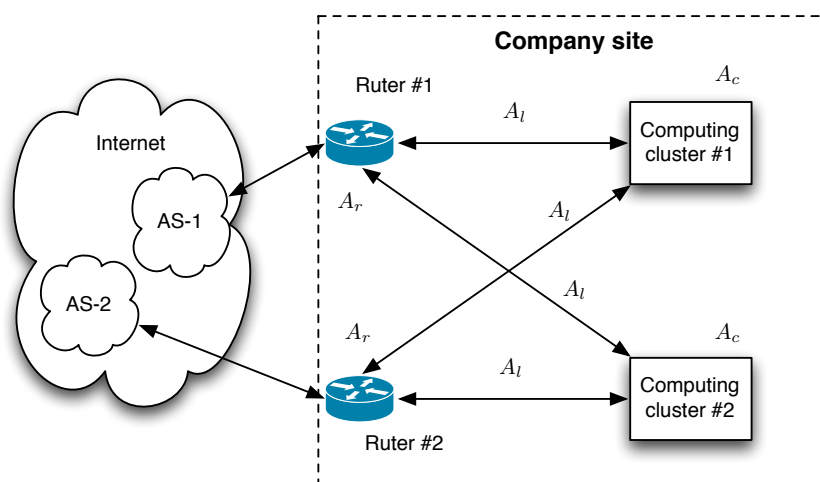 Company site
Ruter #1
A_c
Internet
A_l
Computing
cluster #1
AS-1
A_r
A_l
AS-2
A_l
A_r
A_c
A_l
Computing
cluster #2
Ruter #2